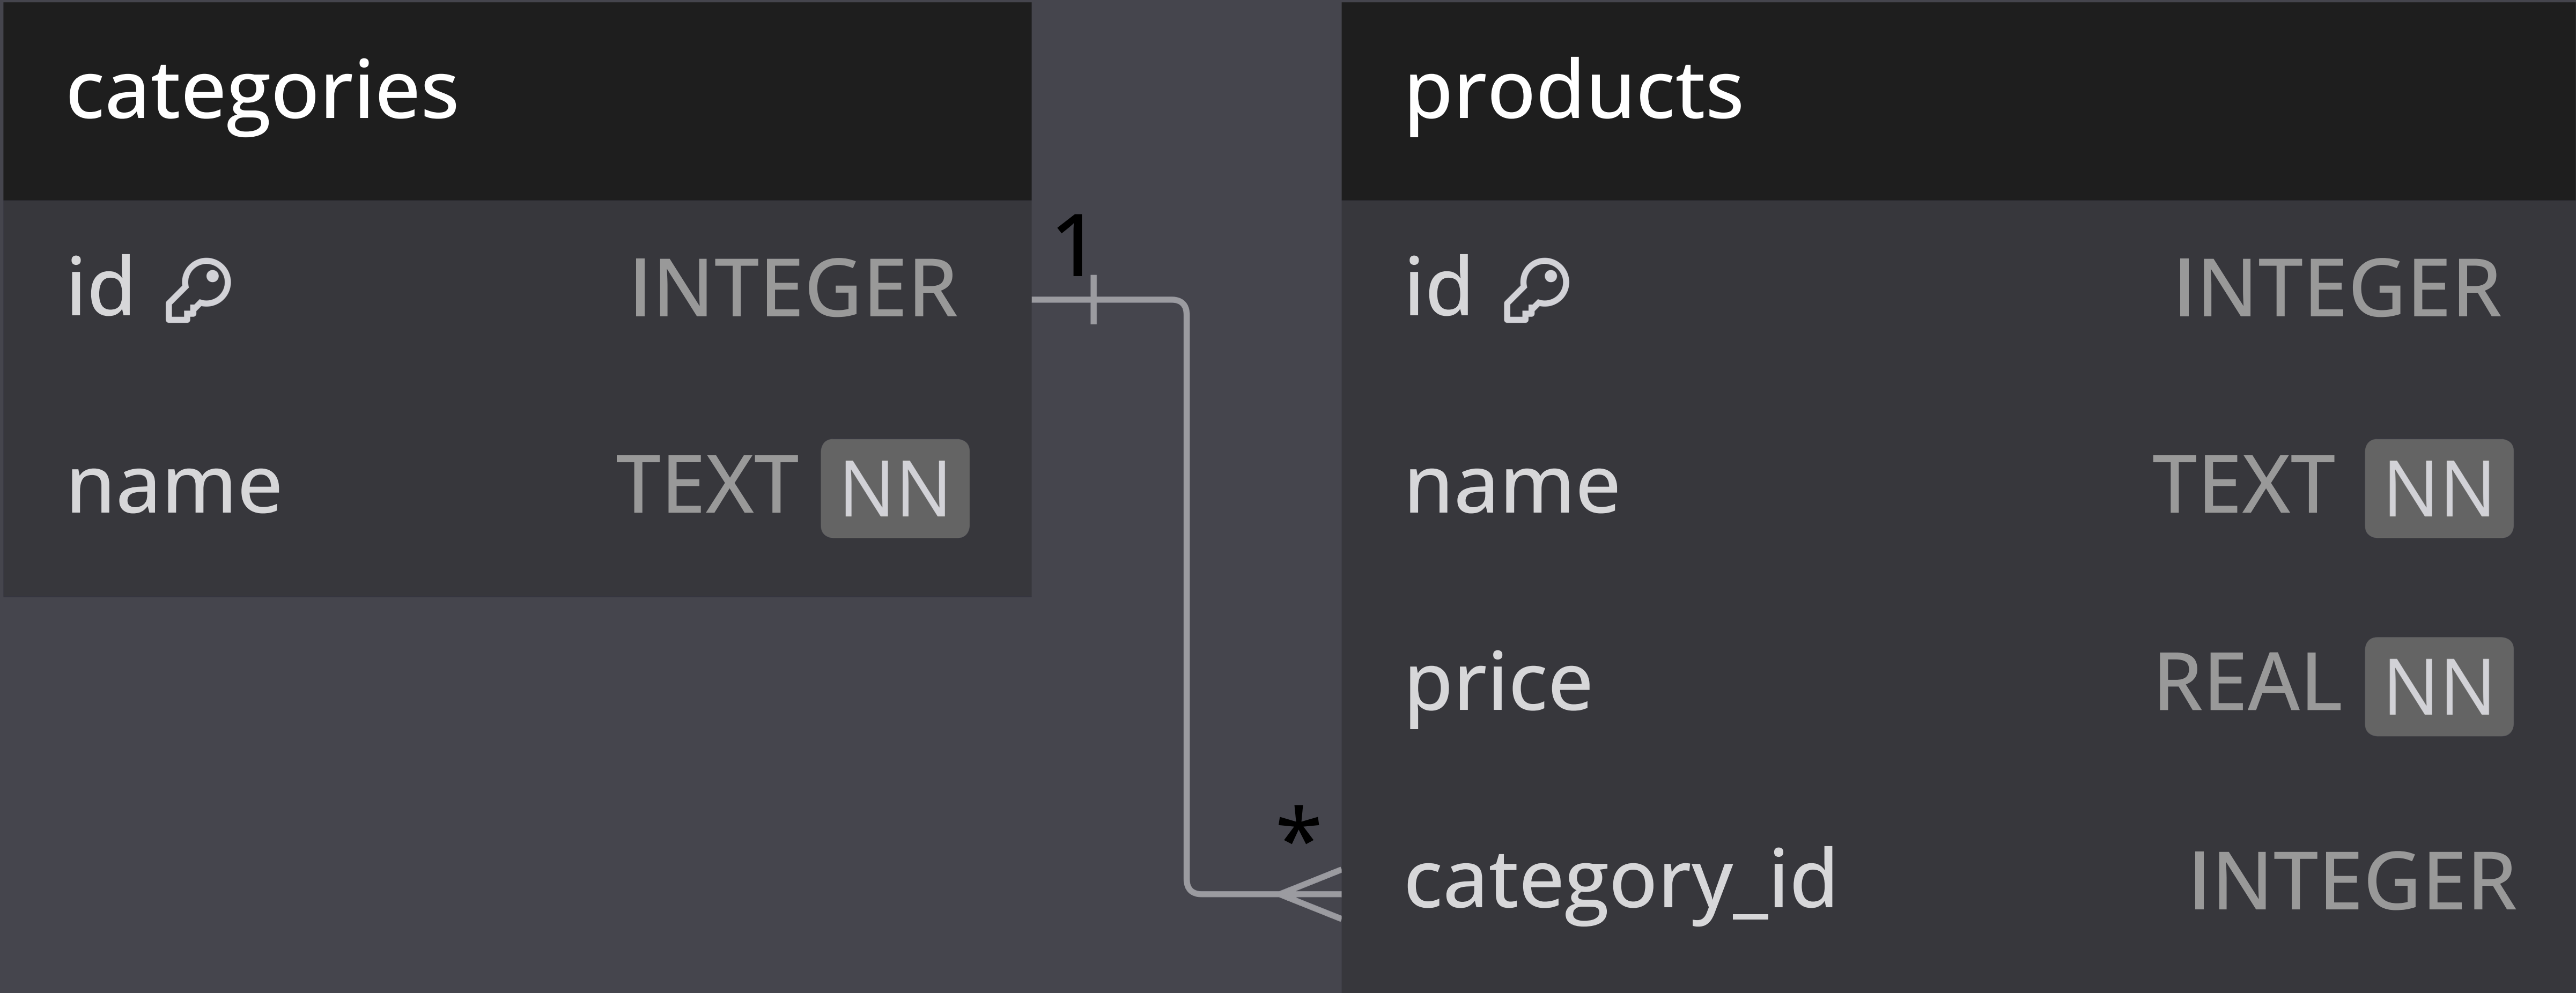 categories
id INTEGER
name TEXT NN
1
*
products
id INTEGER
name TEXT NN
price REAL NN
category_id INTEGER